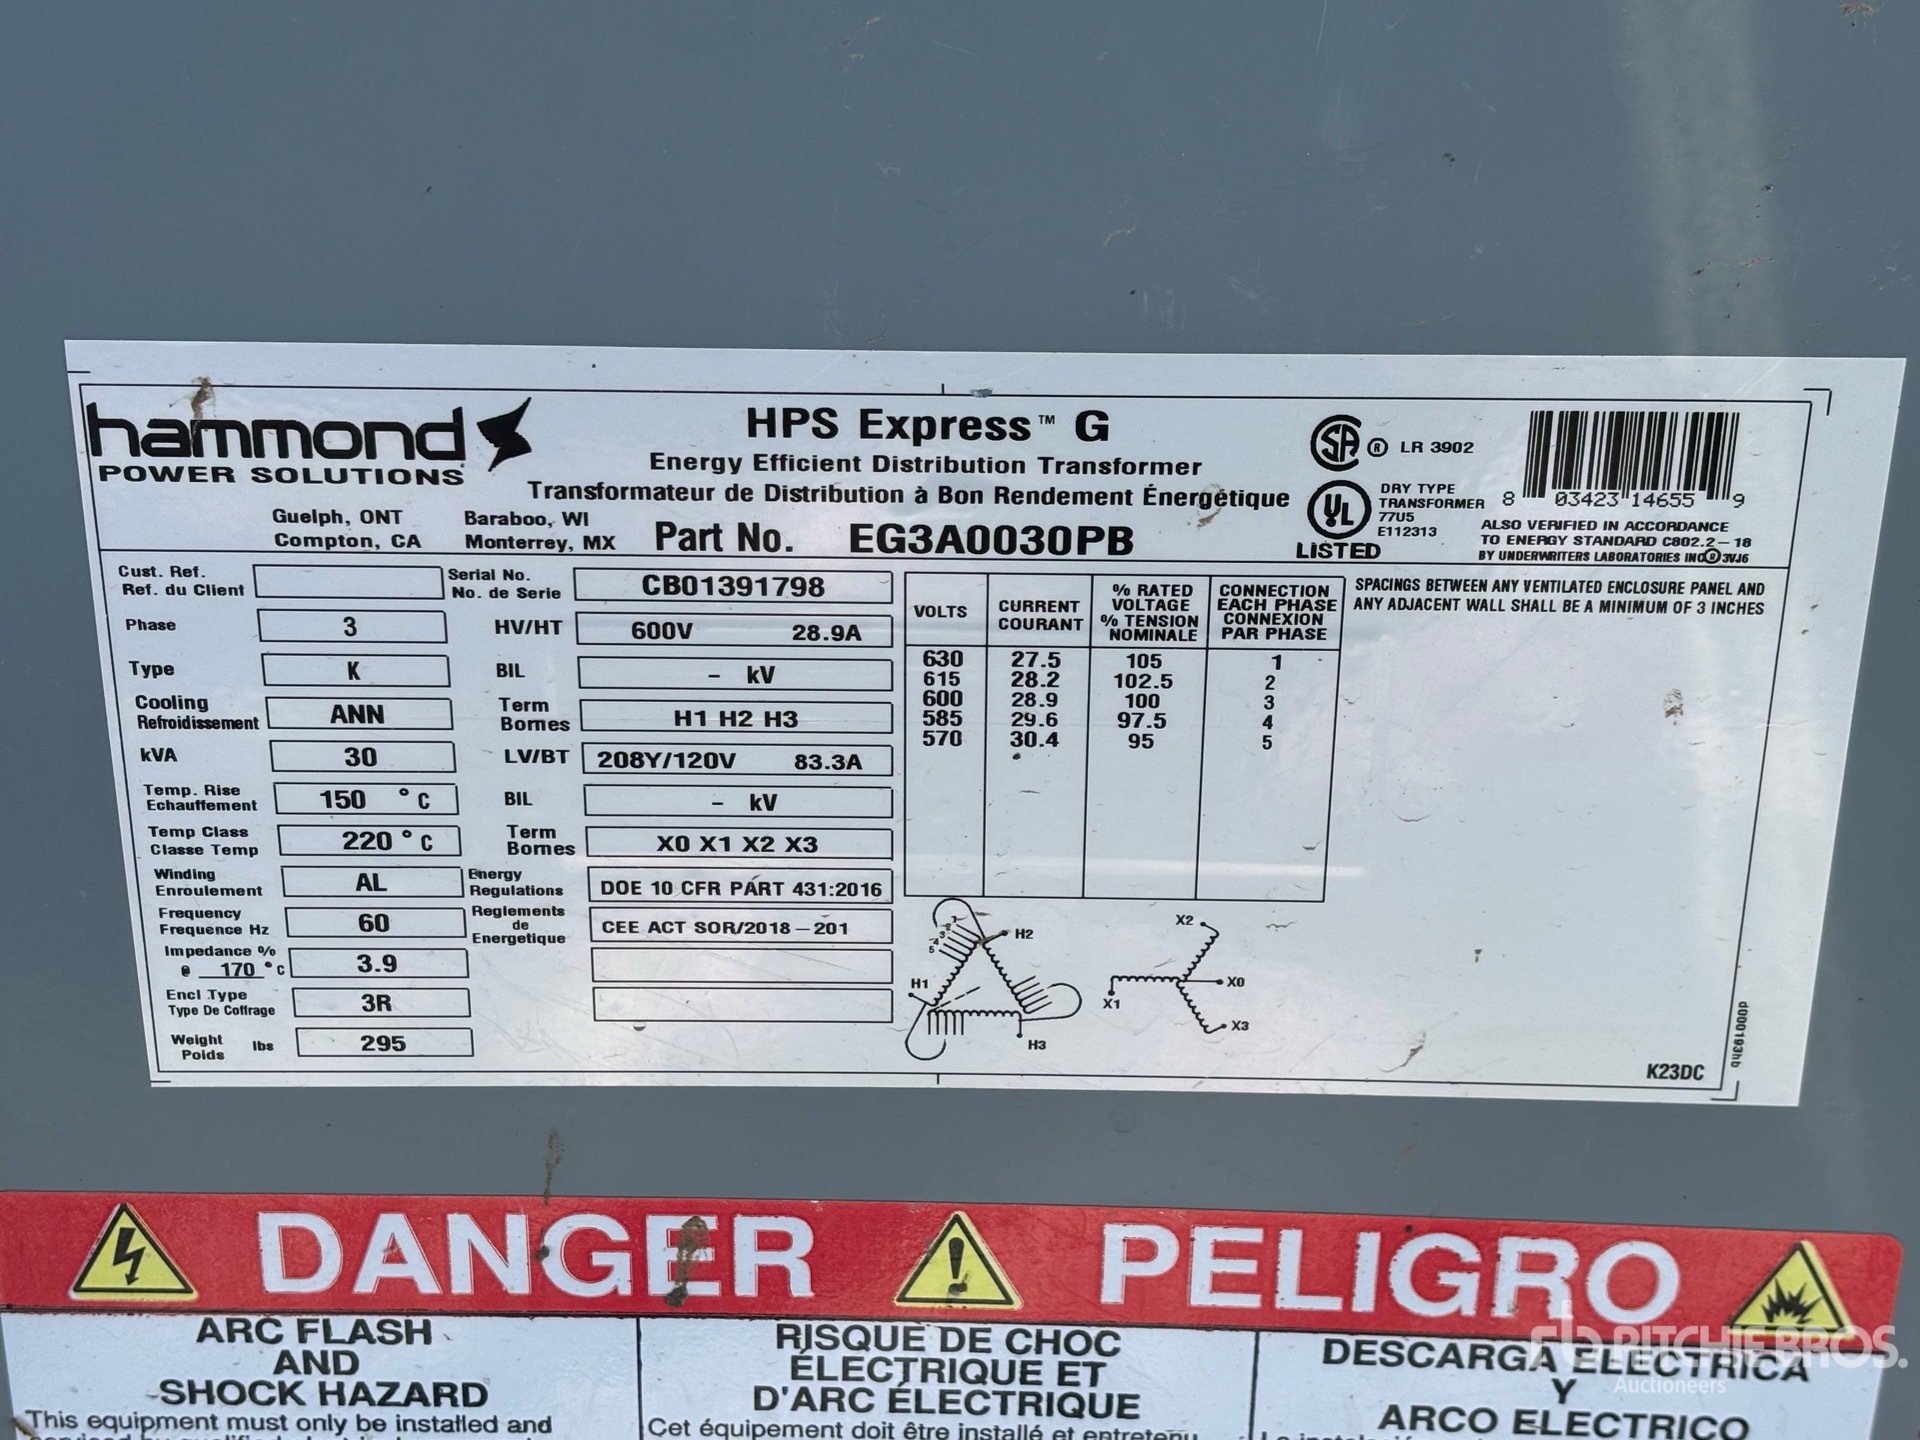 hammond
POWER SOLUTIONS
Guelph, ONT Baraboo, WI
Compton, CA Monterrey, MX
HPS Express™ G
Energy Efficient Distribution Transformer
Transformateur de Distribution à Bon Rendement Énergétique
Part No. EG3A0030PB
SA ® LR 3902
UL LISTED
DRY TYPE
TRANSFORMER
77U5
E112313
8 03423 14655 9
ALSO VERIFIED IN ACCORDANCE
TO ENERGY STANDARD C802.2-18
BY UNDERWRITERS LABORATORIES INC ® 3VJ6
Cust. Ref.
Ref. du Client
Phase 3
Type K
Cooling
Refroidissement ANN
kVA 30
Temp. Rise
Echauffement 150 °C
Temp Class
Classe Temp 220 °C
Winding
Enroulement AL
Frequency
Frequence Hz 60
Impedance %
@ 170 °C 3.9
Encl Type
Type De Coffrage 3R
Weight
Poids lbs 295
Serial No.
No. de Serie CB01391798
HV/HT 600V 28.9A
BIL - kV
Term
Bornes H1 H2 H3
LV/BT 208Y/120V 83.3A
BIL - kV
Term
Bornes X0 X1 X2 X3
Energy
Regulations DOE 10 CFR PART 431:2016
Reglements
de
Energetique CEE ACT SOR/2018-201
VOLTS
CURRENT
COURANT
% RATED
VOLTAGE
% TENSION
NOMINALE
CONNECTION
EACH PHASE
CONNEXION
PAR PHASE
630 27.5 105 1
615 28.2 102.5 2
600 28.9 100 3
585 29.6 97.5 4
570 30.4 95 5
SPACINGS BETWEEN ANY VENTILATED ENCLOSURE PANEL AND
ANY ADJACENT WALL SHALL BE A MINIMUM OF 3 INCHES
1
2
3
4
5
H2
H1
H3
X2
X0
X1
X3
d000193hb
K23DC
DANGER PELIGRO
ARC FLASH
AND
SHOCK HAZARD
This equipment must only be installed and
RISQUE DE CHOC
ÉLECTRIQUE ET
D'ARC ÉLECTRIQUE
Cet équipement doit être installé et entretenu
DESCARGA ELECTRICA
Y
ARCO ELECTRICO
rb RITCHIE BROS.
Auctioneers